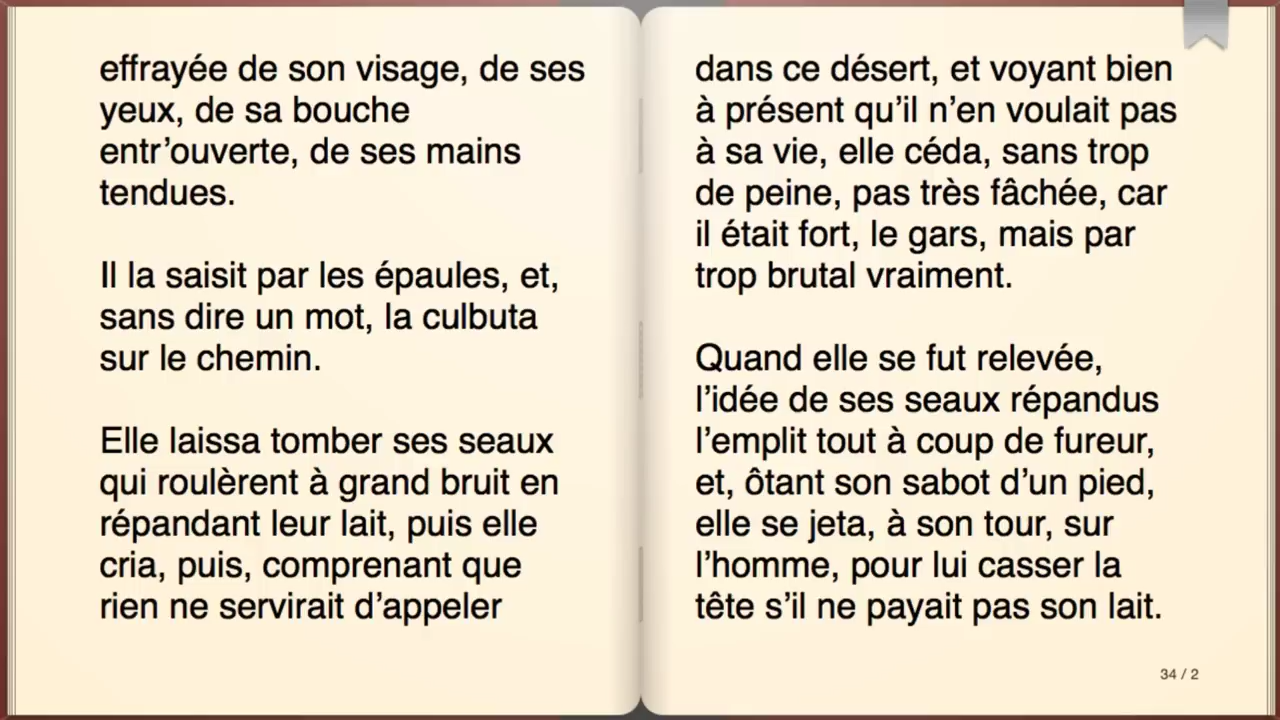 effrayée de son visage, de ses
yeux, de sa bouche
entr’ouverte, de ses mains
tendues.
Il la saisit par les épaules, et,
sans dire un mot, la culbuta
sur le chemin.
Elle laissa tomber ses seaux
qui roulèrent à grand bruit en
répandant leur lait, puis elle
cria, puis, comprenant que
rien ne servirait d’appeler
dans ce désert, et voyant bien
à présent qu’il n’en voulait pas
à sa vie, elle céda, sans trop
de peine, pas très fâchée, car
il était fort, le gars, mais par
trop brutal vraiment.
Quand elle se fut relevée,
l’idée de ses seaux répandus
l’emplit tout à coup de fureur,
et, ôtant son sabot d’un pied,
elle se jeta, à son tour, sur
l’homme, pour lui casser la
tête s’il ne payait pas son lait.
34 / 2